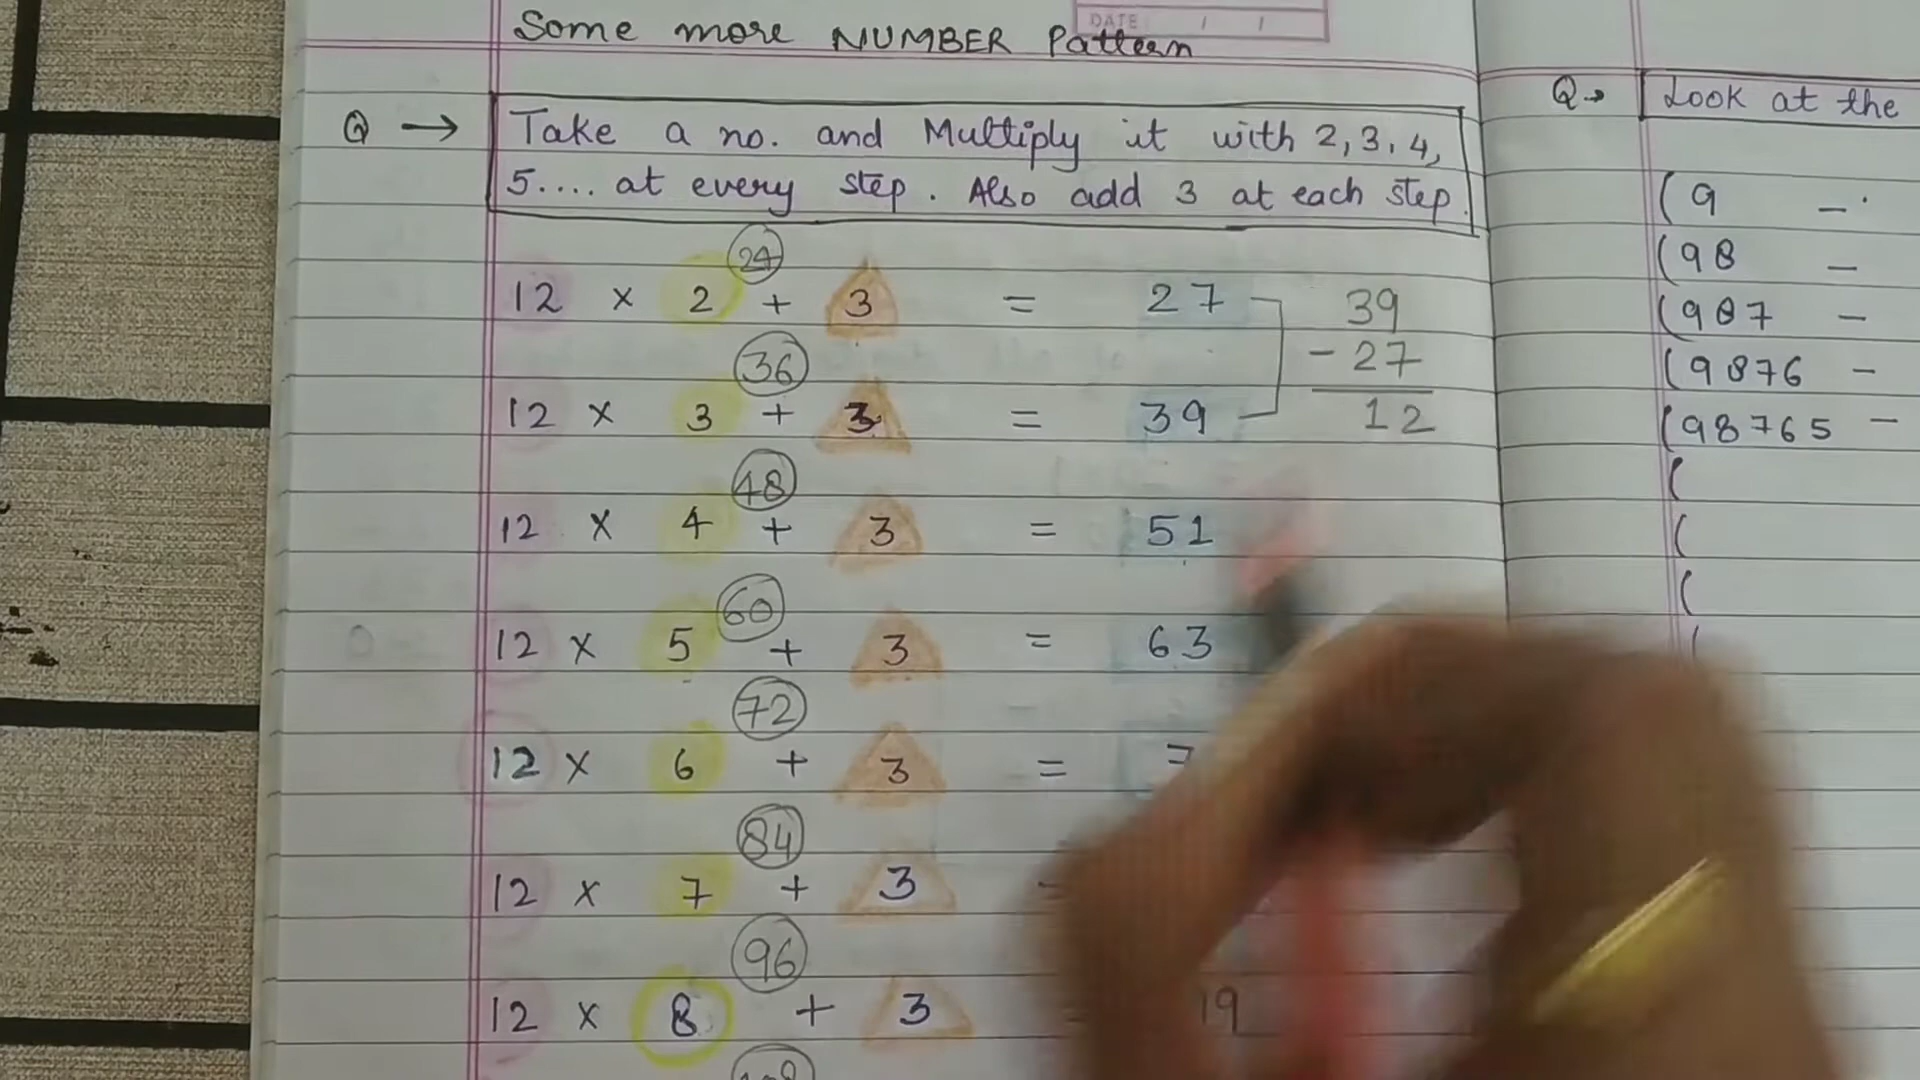 DATE / /
Some more NUMBER Pattern
Q → Take a no. and Multiply it with 2, 3, 4,
5.... at every step. Also add 3 at each step.
24
12 × 2 + 3 = 27
36
12 × 3 + 3 = 39
39
- 27
12
48
12 × 4 + 3 = 51
60
12 × 5 + 3 = 63
72
12 × 6 + 3 = 7
84
12 × 7 + 3
96
12 × 8 + 3
Q→ Look at the
(9 –
(98 –
(987 –
(9876 –
(98765 –
(
(
(
(